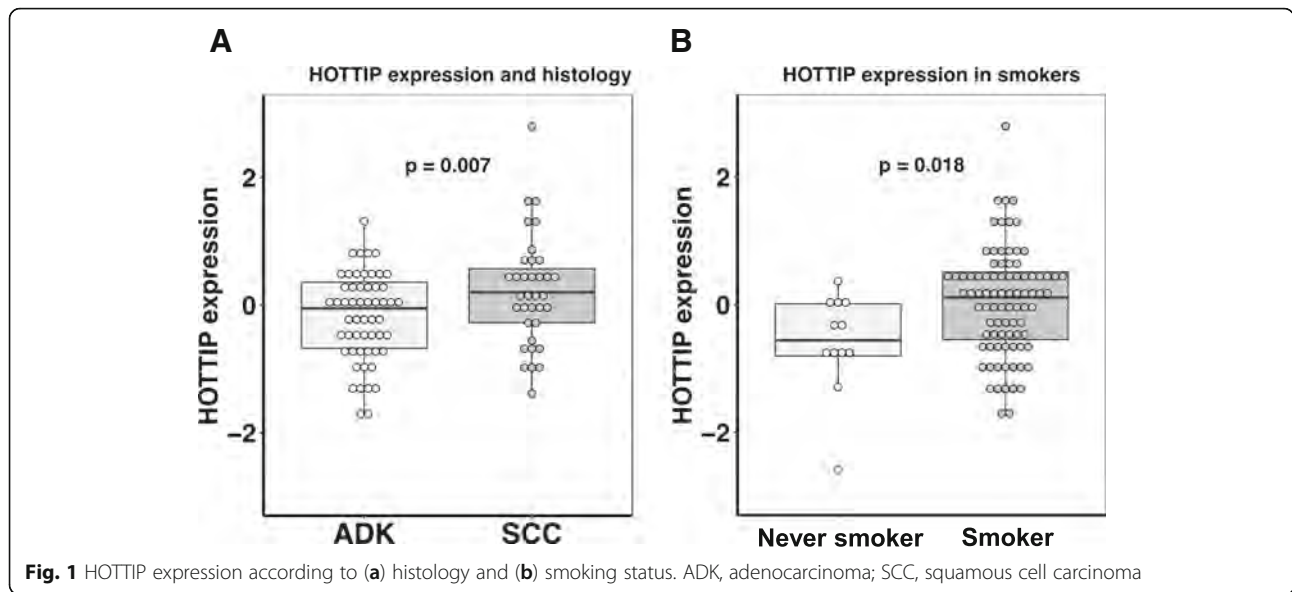 A
HOTTIP expression and histology
p = 0.007
HOTTIP expression
2
0
−2
ADK SCC
B
HOTTIP expression in smokers
p = 0.018
HOTTIP expression
2
0
−2
Never smoker Smoker
Fig. 1 HOTTIP expression according to (a) histology and (b) smoking status. ADK, adenocarcinoma; SCC, squamous cell carcinoma